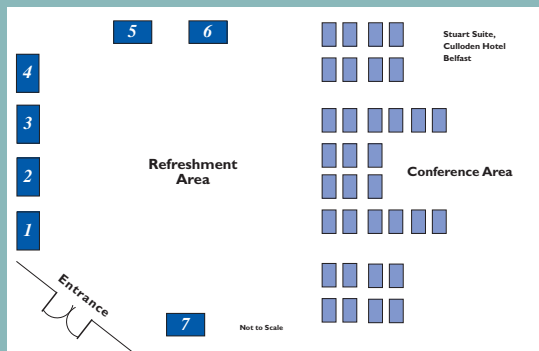 5
6
Stuart Suite,
Culloden Hotel
Belfast
4
3
Refreshment
Area
Conference Area
2
1
Entrance
7
Not to Scale